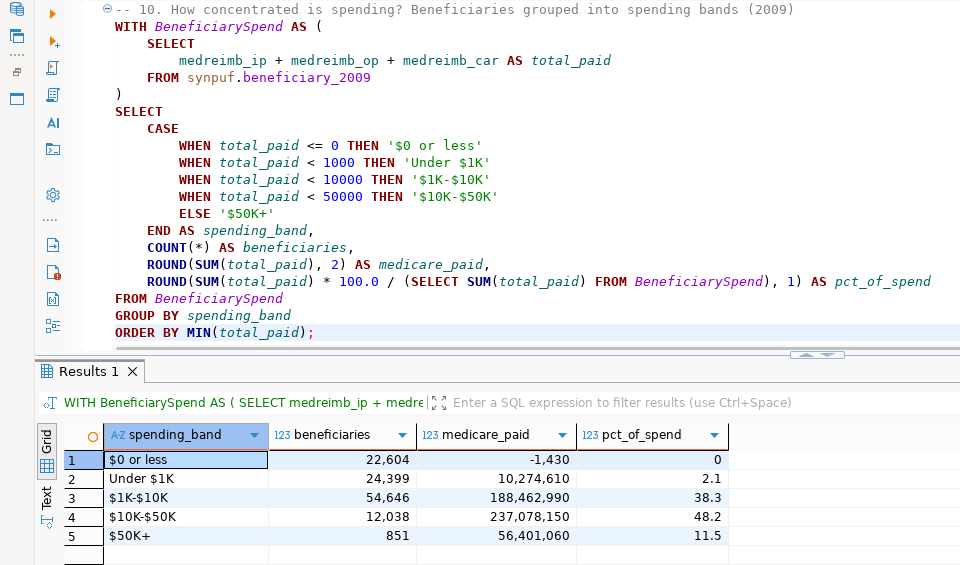 -- 10. How concentrated is spending? Beneficiaries grouped into spending bands (2009)
WITH BeneficiarySpend AS (
SELECT
medreimb_ip + medreimb_op + medreimb_car AS total_paid
FROM synpuf.beneficiary_2009
)
SELECT
CASE
WHEN total_paid <= 0 THEN '$0 or less'
WHEN total_paid < 1000 THEN 'Under $1K'
WHEN total_paid < 10000 THEN '$1K-$10K'
WHEN total_paid < 50000 THEN '$10K-$50K'
ELSE '$50K+'
END AS spending_band,
COUNT(*) AS beneficiaries,
ROUND(SUM(total_paid), 2) AS medicare_paid,
ROUND(SUM(total_paid) * 100.0 / (SELECT SUM(total_paid) FROM BeneficiarySpend), 1) AS pct_of_spend
FROM BeneficiarySpend
GROUP BY spending_band
ORDER BY MIN(total_paid);
AI
Results 1
WITH BeneficiarySpend AS ( SELECT medreimb_ip + medre
Enter a SQL expression to filter results (use Ctrl+Space)
Grid
Text
A-Z spending_band 123 beneficiaries 123 medicare_paid 123 pct_of_spend
1 $0 or less 22,604 -1,430 0
2 Under $1K 24,399 10,274,610 2.1
3 $1K-$10K 54,646 188,462,990 38.3
4 $10K-$50K 12,038 237,078,150 48.2
5 $50K+ 851 56,401,060 11.5